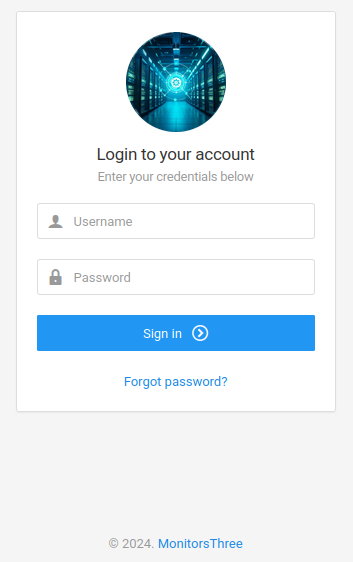 Login to your account
Enter your credentials below
Username
Password
Sign in
Forgot password?
© 2024. MonitorsThree